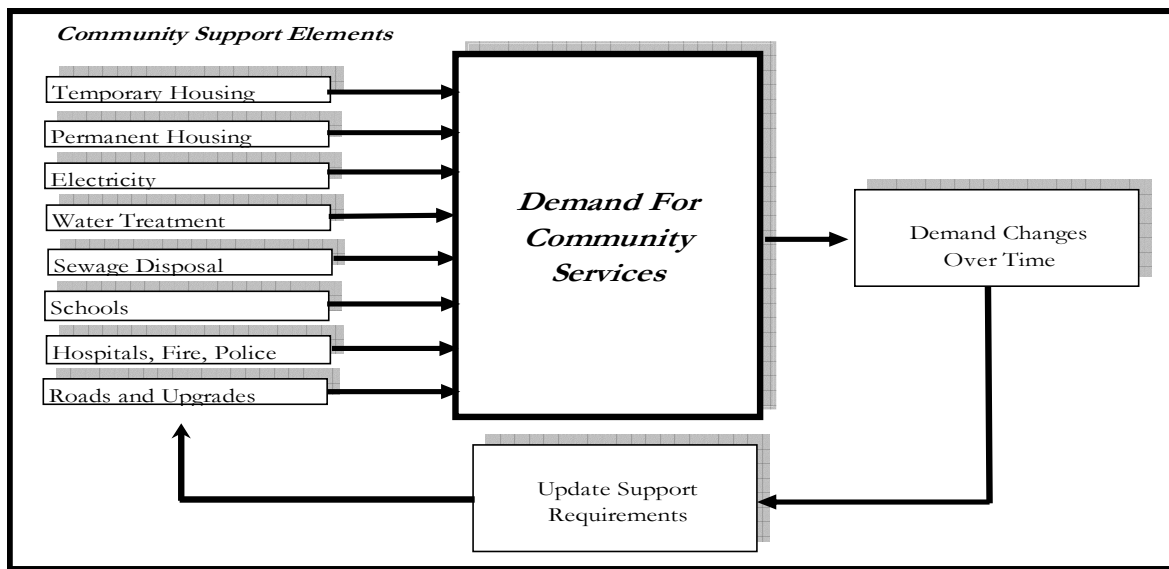 Community Support Elements
Temporary Housing
Permanent Housing
Electricity
Water Treatment
Sewage Disposal
Schools
Hospitals, Fire, Police
Roads and Upgrades
Demand For
Community
Services
Demand Changes
Over Time
Update Support
Requirements